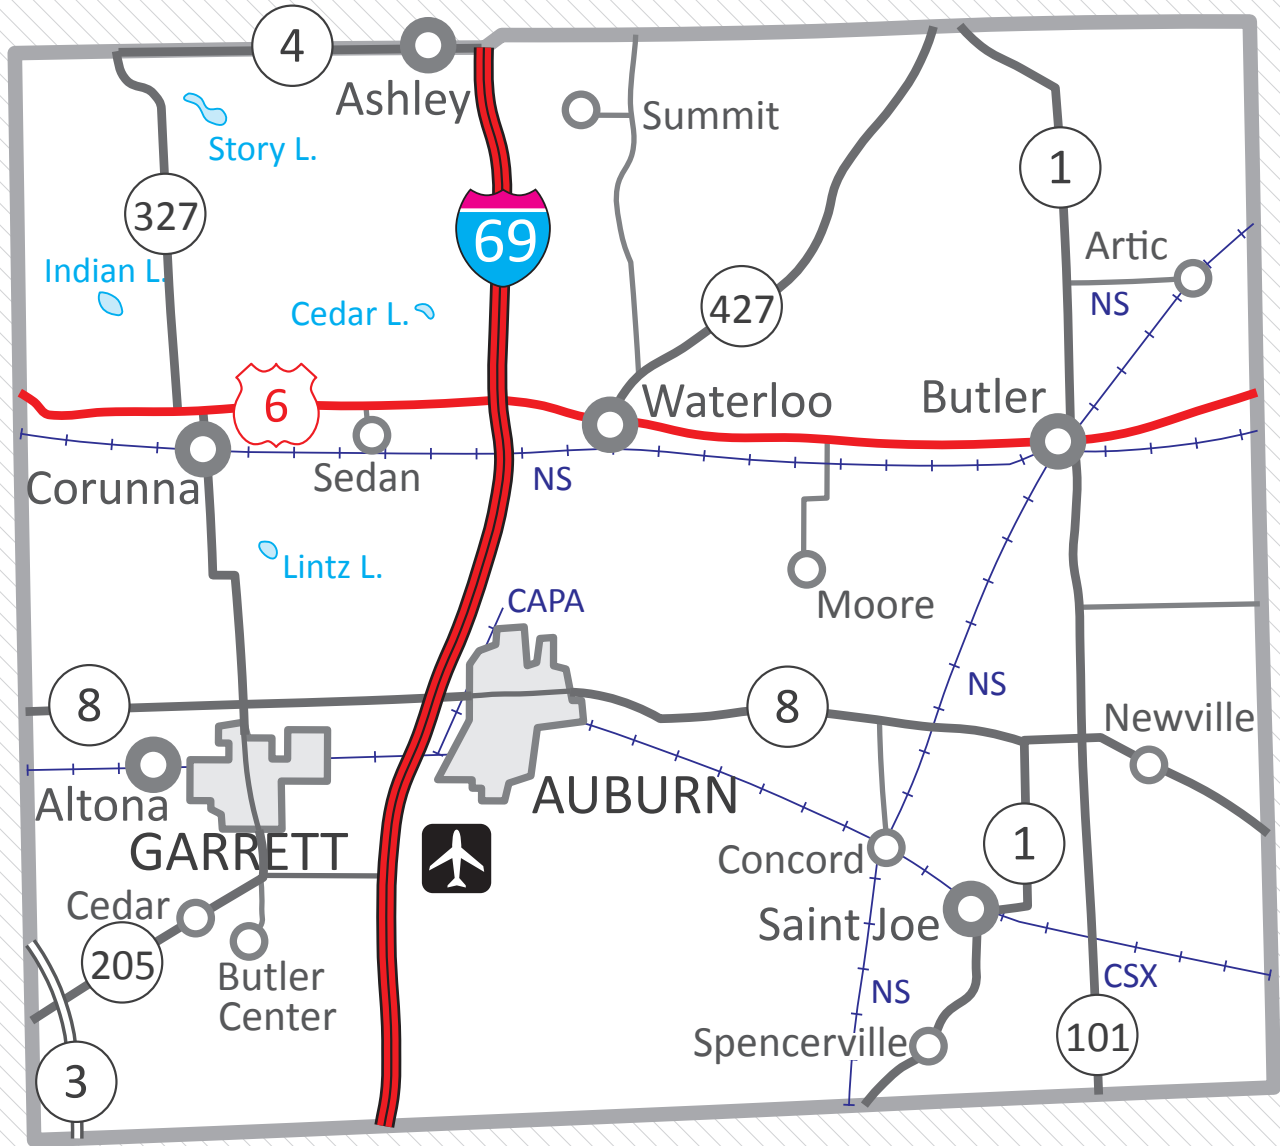 4
Ashley
Summit
Story L.
1
327
69
Artic
Indian L.
NS
Cedar L.
427
6
Waterloo
Butler
Sedan
NS
Corunna
Lintz L.
CAPA
Moore
NS
8
8
Newville
Altona
AUBURN
GARRETT
1
Concord
Cedar
Saint Joe
205
Butler
Center
NS
CSX
Spencerville
101
3